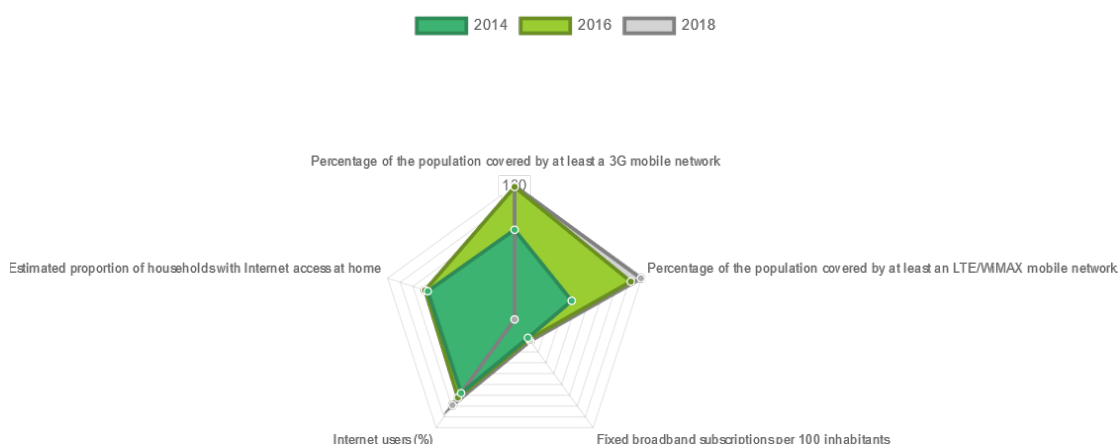 2014 2016 2018
Percentage of the population covered by at least a 3G mobile network
Estimated proportion of households with Internet access at home
Percentage of the population covered by at least an LTE/WiMAX mobile network
Internet users (%)
Fixed broadband subscriptions per 100 inhabitants